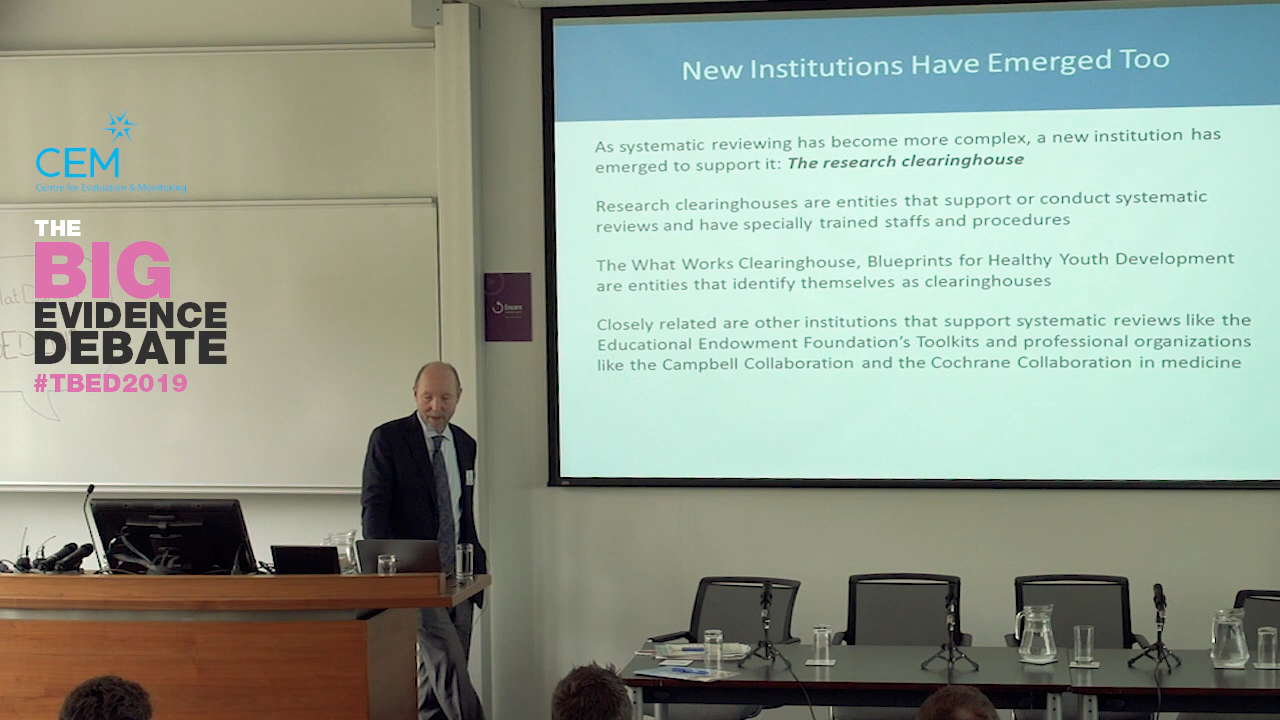 CEM
Centre for Evaluation & Monitoring
THE
BIG
EVIDENCE
DEBATE
#TBED2019
New Institutions Have Emerged Too
As systematic reviewing has become more complex, a new institution has
emerged to support it: The research clearinghouse
Research clearinghouses are entities that support or conduct systematic
reviews and have specially trained staffs and procedures
The What Works Clearinghouse, Blueprints for Healthy Youth Development
are entities that identify themselves as clearinghouses
Closely related are other institutions that support systematic reviews like the
Educational Endowment Foundation's Toolkits and professional organizations
like the Campbell Collaboration and the Cochrane Collaboration in medicine
Encore